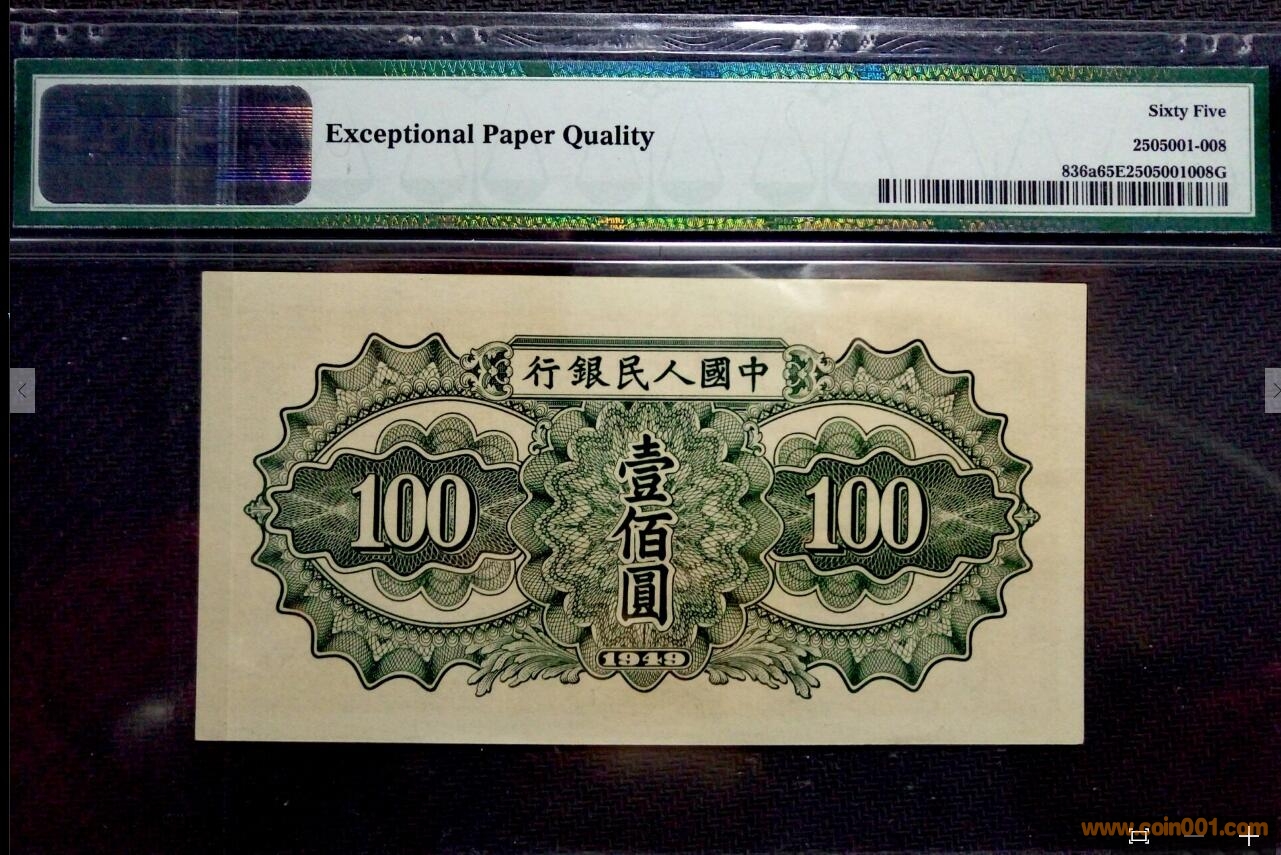 Exceptional Paper Quality
Sixty Five
2505001-008
836a65E2505001008G
行銀民人國中
100
壹佰圓
100
1949
www.coin001.com